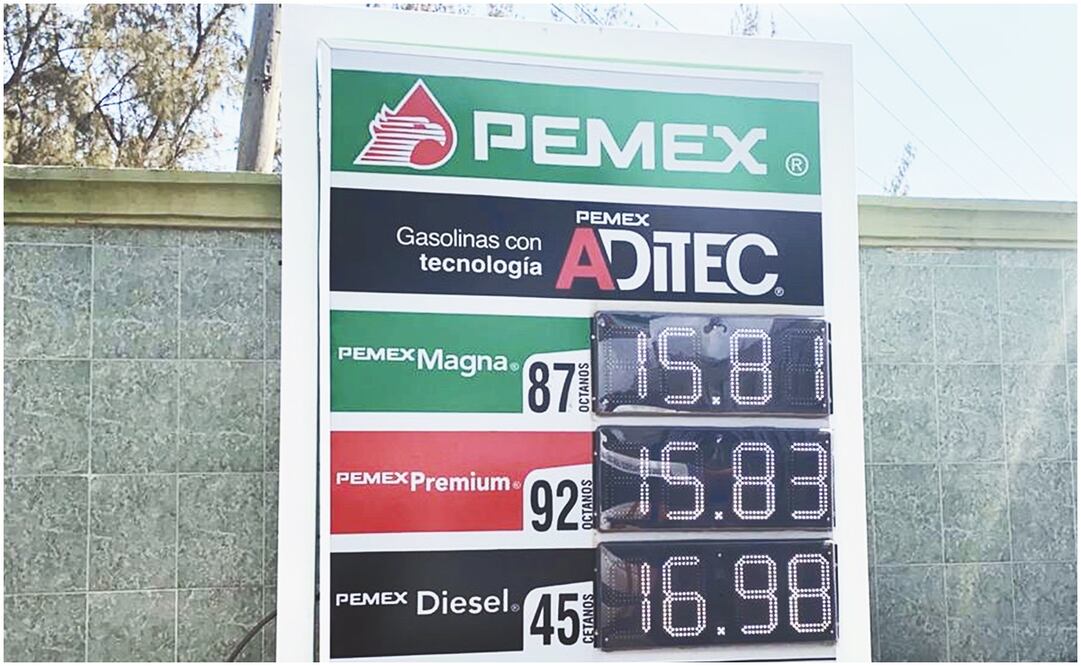 PEMEX ®
PEMEX
Gasolinas con
tecnología
ADITEC®
PEMEX Magna®
87 OCTANOS
15.81
PEMEX Premium®
92 OCTANOS
15.83
PEMEX Diesel®
45 CETANOS
16.98